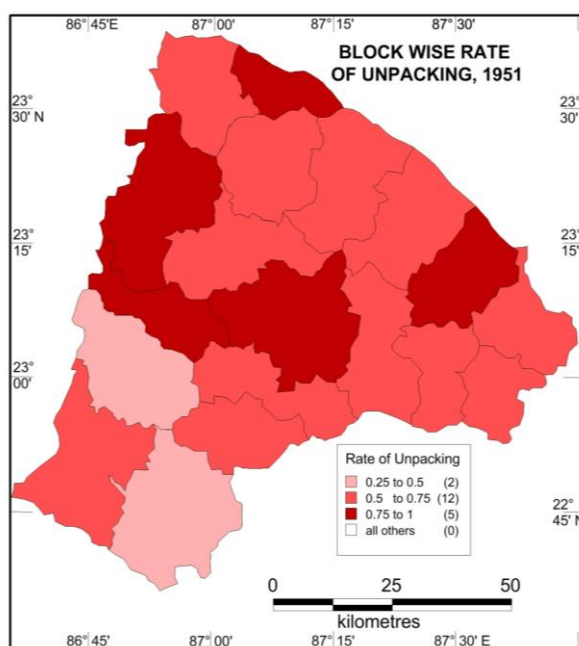 86°45'E 87°00' 87°15' 87°30'
BLOCK WISE RATE
OF UNPACKING, 1951
23°
30' N
23°
30'
23°
15'
23°
15'
23°
00'
23°
00'
Rate of Unpacking
0.25 to 0.5 (2)
0.5 to 0.75 (12)
0.75 to 1 (5)
all others (0)
22°
45' N
0 25 50
kilometres
86°45' 87°00' 87°15' 87°30' E